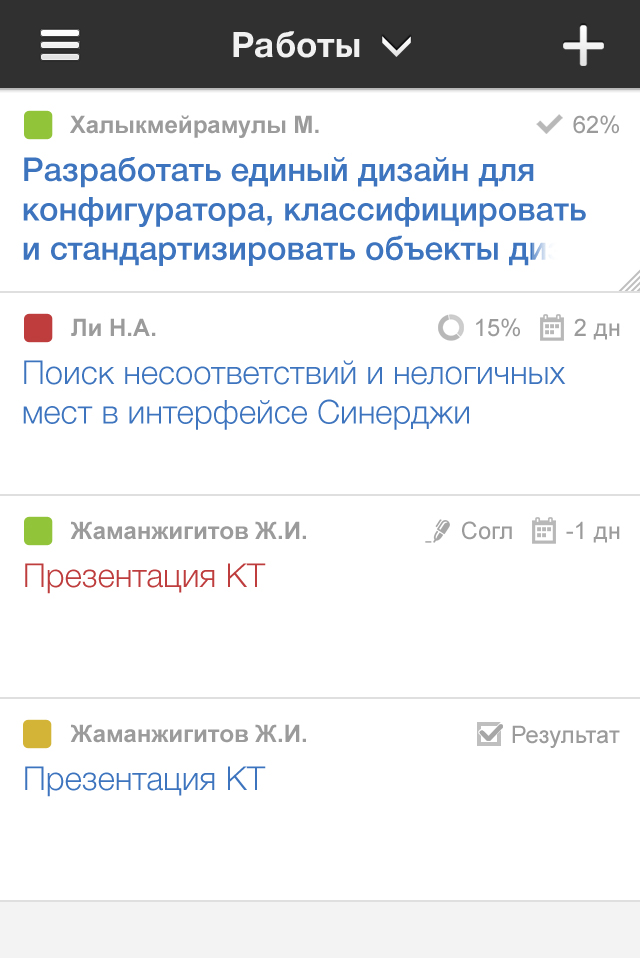 Работы
Халыкмейрамулы М. 62%
Разработать единый дизайн для
конфигуратора, классифицировать
и стандартизировать объекты ди
Ли Н.А. 15% 2 дн
Поиск несоответствий и нелогичных
мест в интерфейсе Синерджи
Жаманжигитов Ж.И. Согл -1 дн
Презентация КТ
Жаманжигитов Ж.И. Результат
Презентация КТ